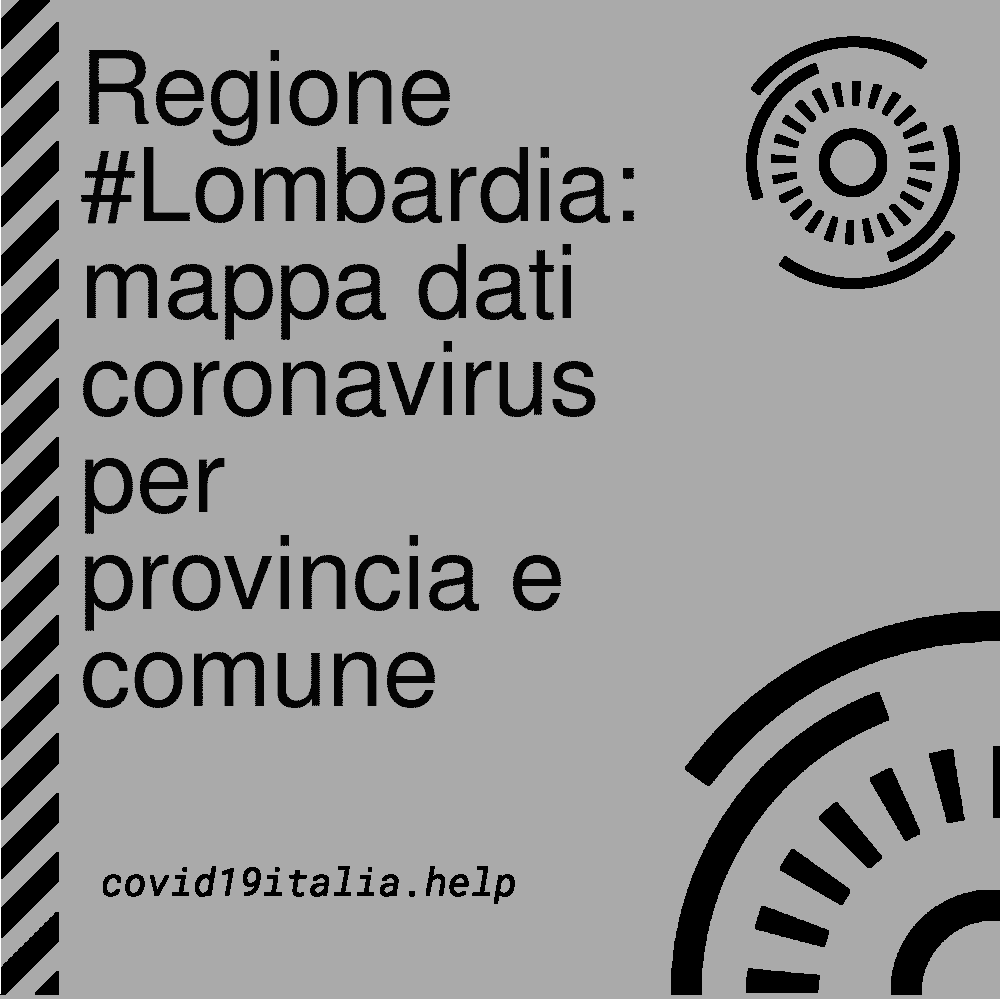 Regione
#Lombardia:
mappa dati
coronavirus
per
provincia e
comune
covid19italia.help